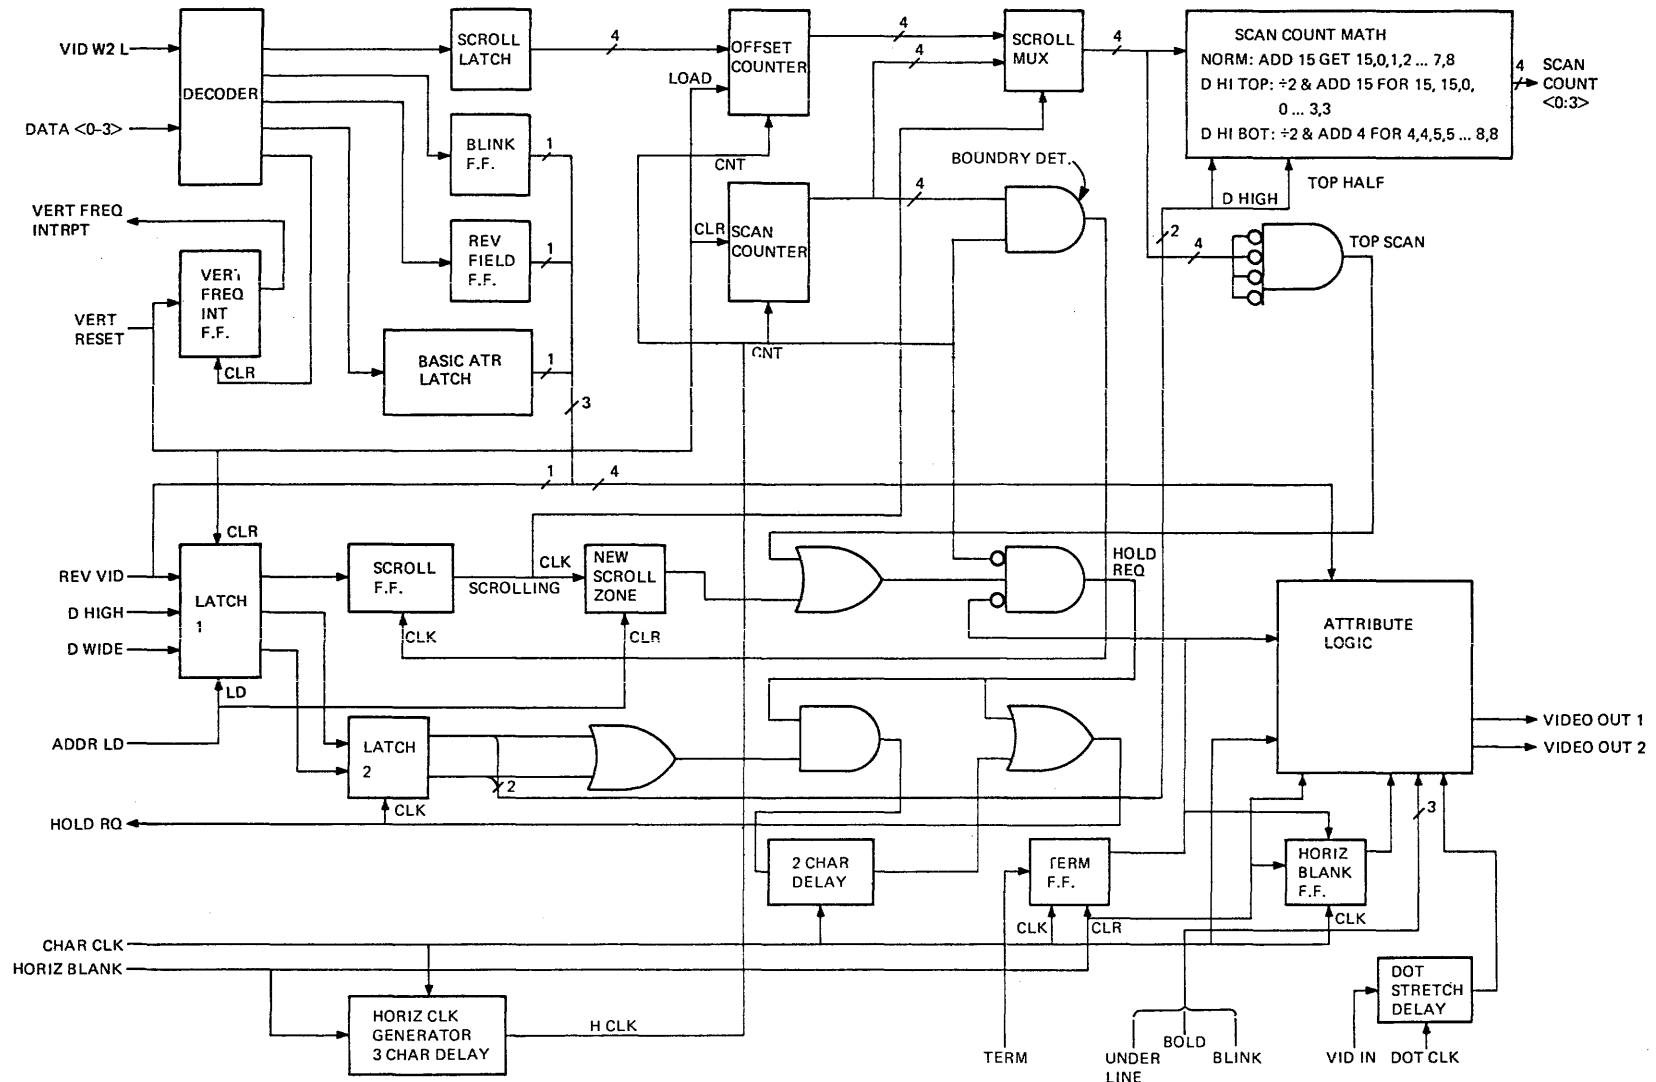 VID W2 L
DATA <0-3>
DECODER
SCROLL
LATCH
4
LOAD
OFFSET
COUNTER
4
4
SCROLL
MUX
4
SCAN COUNT MATH
NORM: ADD 15 GET 15,0,1,2 ... 7,8
D HI TOP: ÷2 & ADD 15 FOR 15, 15,0,
0 ... 3,3
D HI BOT: ÷2 & ADD 4 FOR 4,4,5,5 ... 8,8
4
SCAN
COUNT
<0:3>
BLINK
F.F.
1
CNT
BOUNDRY DET.
TOP HALF
D HIGH
VERT FREQ
INTRPT
REV
FIELD
F.F.
1
CLR
SCAN
COUNTER
4
2
4
TOP SCAN
VERT
FREQ
INT
F.F.
VERT
RESET
CLR
BASIC ATR
LATCH
1
3
CNT
1
4
CLR
REV VID
D HIGH
D WIDE
LATCH
1
SCROLL
F.F.
SCROLLING
CLK
NEW
SCROLL
ZONE
HOLD
REQ
CLK
CLR
ATTRIBUTE
LOGIC
LD
ADDR LD
LATCH
2
2
CLK
HOLD RQ
VIDEO OUT 1
VIDEO OUT 2
2 CHAR
DELAY
TERM
F.F.
CLK
CLR
HORIZ
BLANK
F.F.
CLK
3
CHAR CLK
HORIZ BLANK
HORIZ CLK
GENERATOR
3 CHAR DELAY
H CLK
DOT
STRETCH
DELAY
TERM
UNDER
LINE
BOLD
BLINK
VID IN
DOT CLK